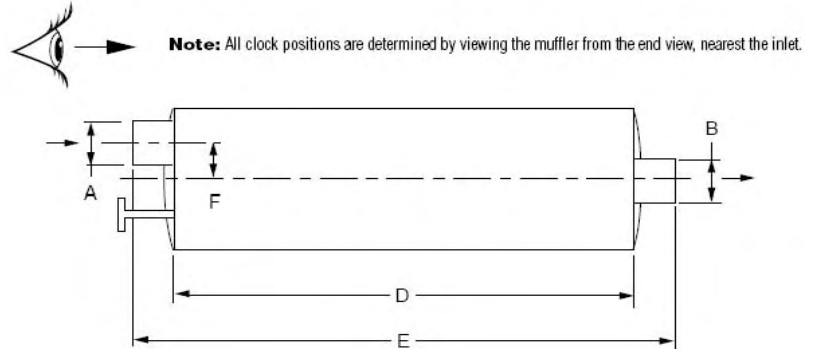 Note: All clock positions are determined by viewing the muffler from the end view, nearest the inlet.
B
A
F
D
E